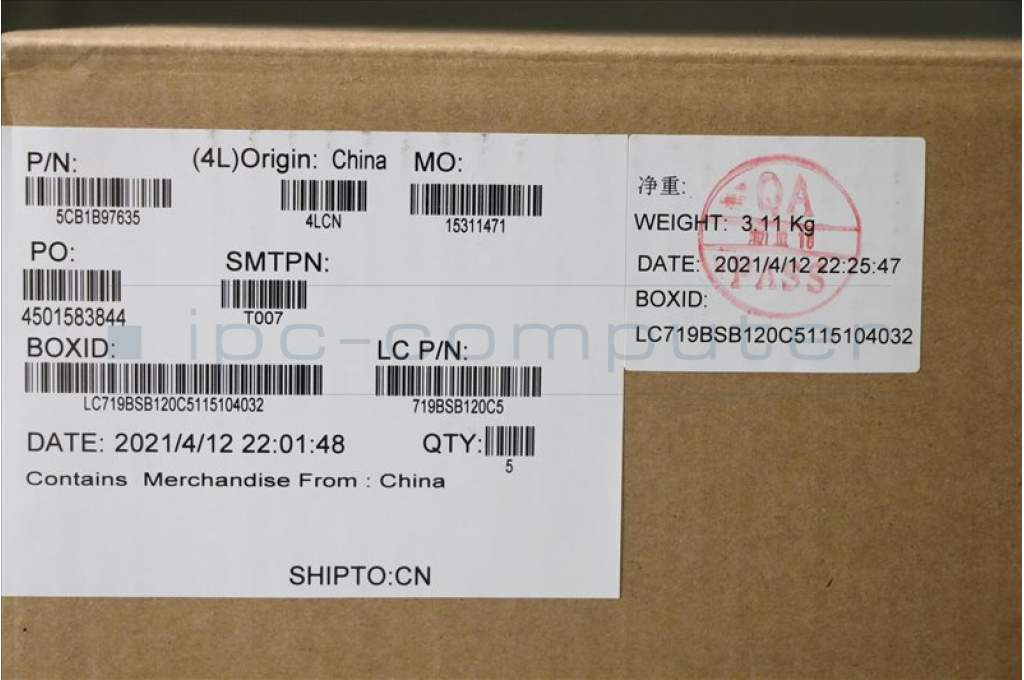 P/N: (4L)Origin: China MO:
5CB1B97635 4LCN 15311471
PO: SMTPN:
4501583844 T007
BOXID: LC P/N:
LC719BSB120C5115104032 719BSB120C5
DATE: 2021/4/12 22:01:48 QTY:
5
Contains Merchandise From : China
SHIPTO:CN
净重:
WEIGHT: 3.11 Kg
DATE: 2021/4/12 22:25:47
BOXID:
LC719BSB120C5115104032
QA
PASS
ipc-computer